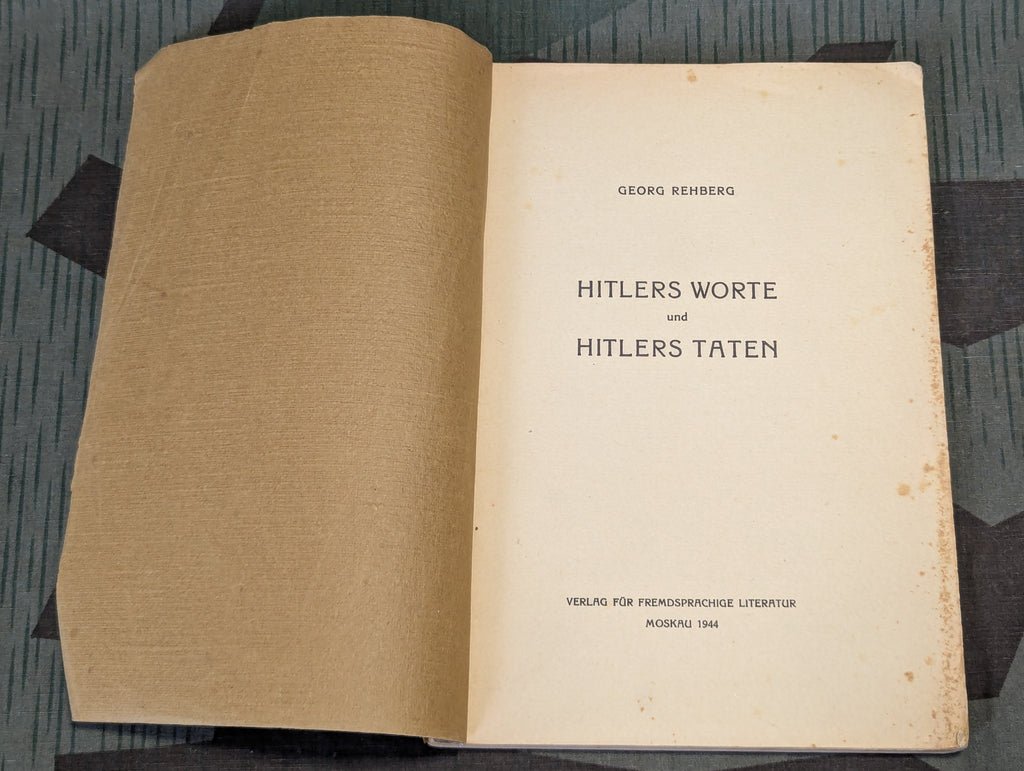 GEORG REHBERG
HITLERS WORTE
und
HITLERS TATEN
VERLAG FÜR FREMDSPRACHIGE LITERATUR
MOSKAU 1944